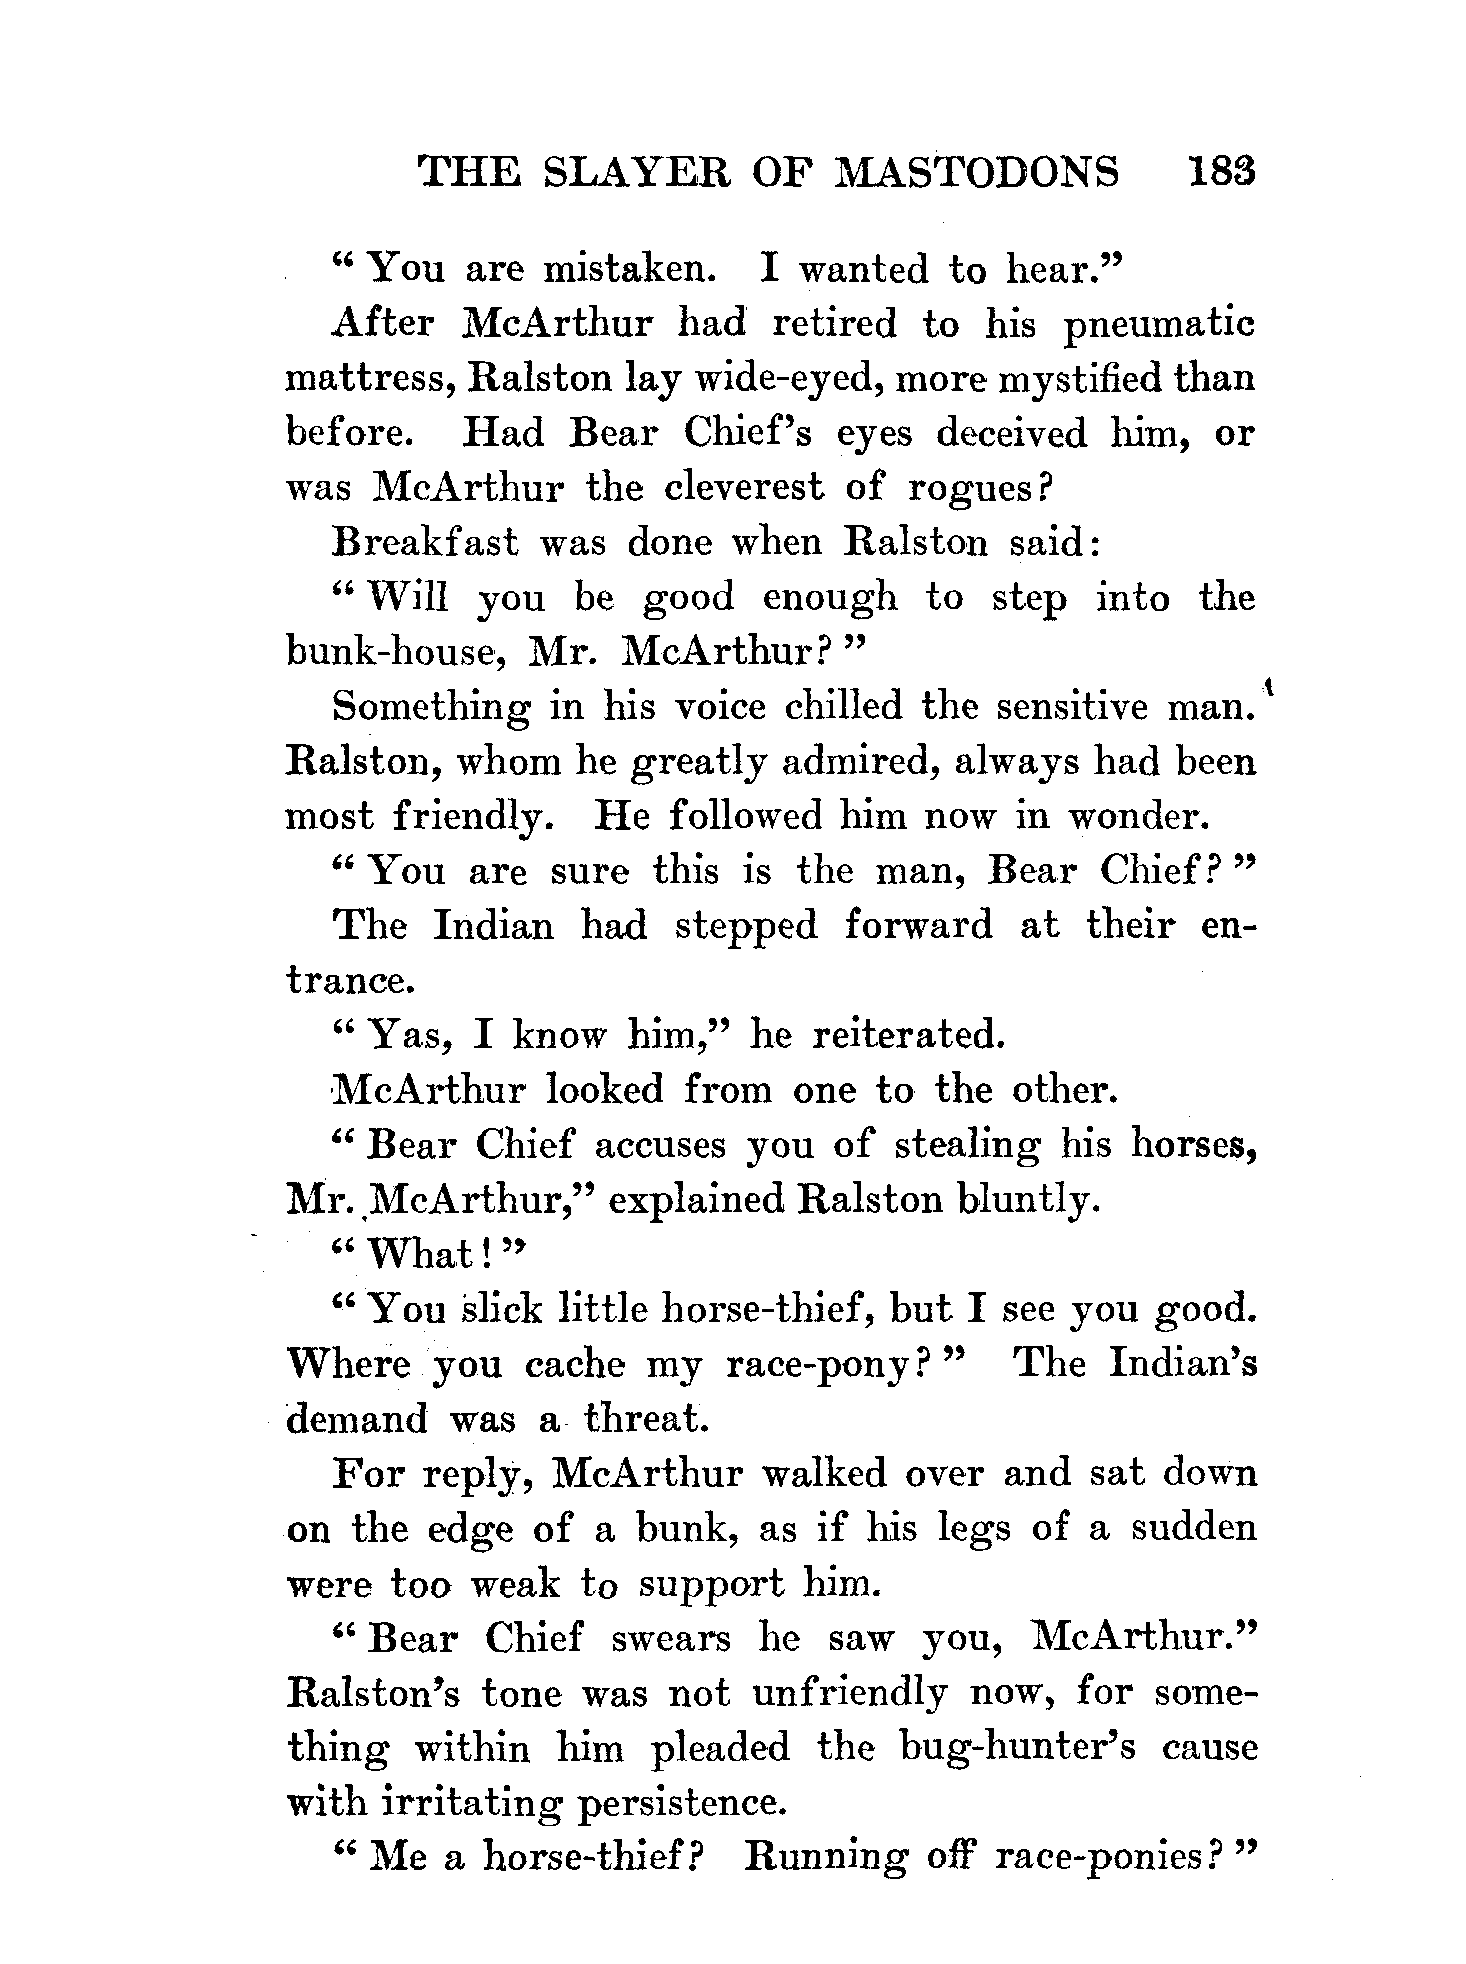 THE SLAYER OF MASTODONS 183
“ You are mistaken. I wanted to hear.”
After McArthur had retired to his pneumatic
mattress, Ralston lay wide-eyed, more mystified than
before. Had Bear Chief’s eyes deceived him, or
was McArthur the cleverest of rogues?
Breakfast was done when Ralston said:
“ Will you be good enough to step into the
bunk-house, Mr. McArthur? ”
Something in his voice chilled the sensitive man.
Ralston, whom he greatly admired, always had been
most friendly. He followed him now in wonder.
“ You are sure this is the man, Bear Chief? ”
The Indian had stepped forward at their en-
trance.
“ Yas, I know him,” he reiterated.
McArthur looked from one to the other.
“ Bear Chief accuses you of stealing his horses,
Mr. McArthur,” explained Ralston bluntly.
“ What! ”
“ You slick little horse-thief, but I see you good.
Where you cache my race-pony? ” The Indian’s
demand was a threat.
For reply, McArthur walked over and sat down
on the edge of a bunk, as if his legs of a sudden
were too weak to support him.
“ Bear Chief swears he saw you, McArthur.”
Ralston’s tone was not unfriendly now, for some-
thing within him pleaded the bug-hunter’s cause
with irritating persistence.
“ Me a horse-thief? Running off race-ponies? ”